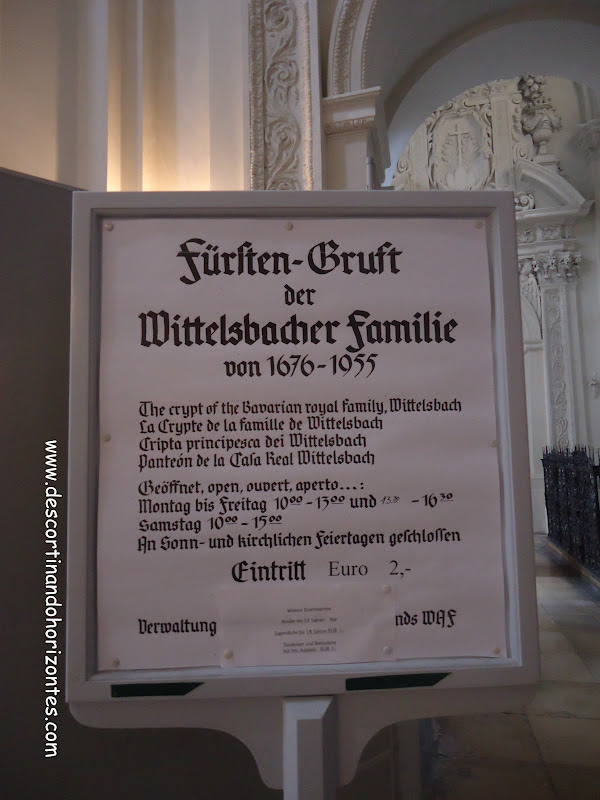 Fürsten-Gruft
der
Wittelsbacher Familie
von 1676-1955
The crypt of the Bavarian royal family, Wittelsbach
La Crypte de la famille de Wittelsbach
Cripta principesca dei Wittelsbach
Panteón de la Casa Real Wittelsbach
Geöffnet, open, ouvert, aperto...:
Montag bis Freitag 10⁰⁰-13⁰⁰ und 13.30 -16³⁰
Samstag 10⁰⁰-15⁰⁰
An Sonn- und kirchlichen Feiertagen geschlossen
Eintritt Euro 2,-
Verwaltung nds WAF
www.descortinandohorizontes.com